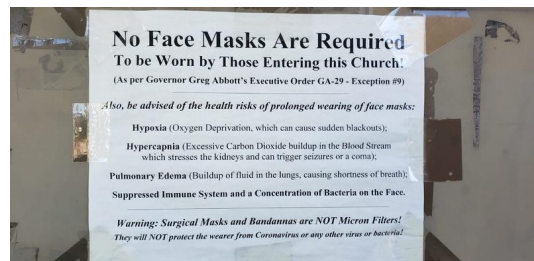 No Face Masks Are Required
To be Worn by Those Entering this Church!
(As per Governor Greg Abbott's Executive Order GA-29 - Exception #9)
Also, be advised of the health risks of prolonged wearing of face masks:
Hypoxia (Oxygen Deprivation, which can cause sudden blackouts);
Hypercapnia (Excessive Carbon Dioxide buildup in the Blood Stream
which stresses the kidneys and can trigger seizures or a coma);
Pulmonary Edema (Buildup of fluid in the lungs, causing shortness of breath);
Suppressed Immune System and a Concentration of Bacteria on the Face.
Warning: Surgical Masks and Bandannas are NOT Micron Filters!
They will NOT protect the wearer from Coronavirus or any other virus or bacteria!